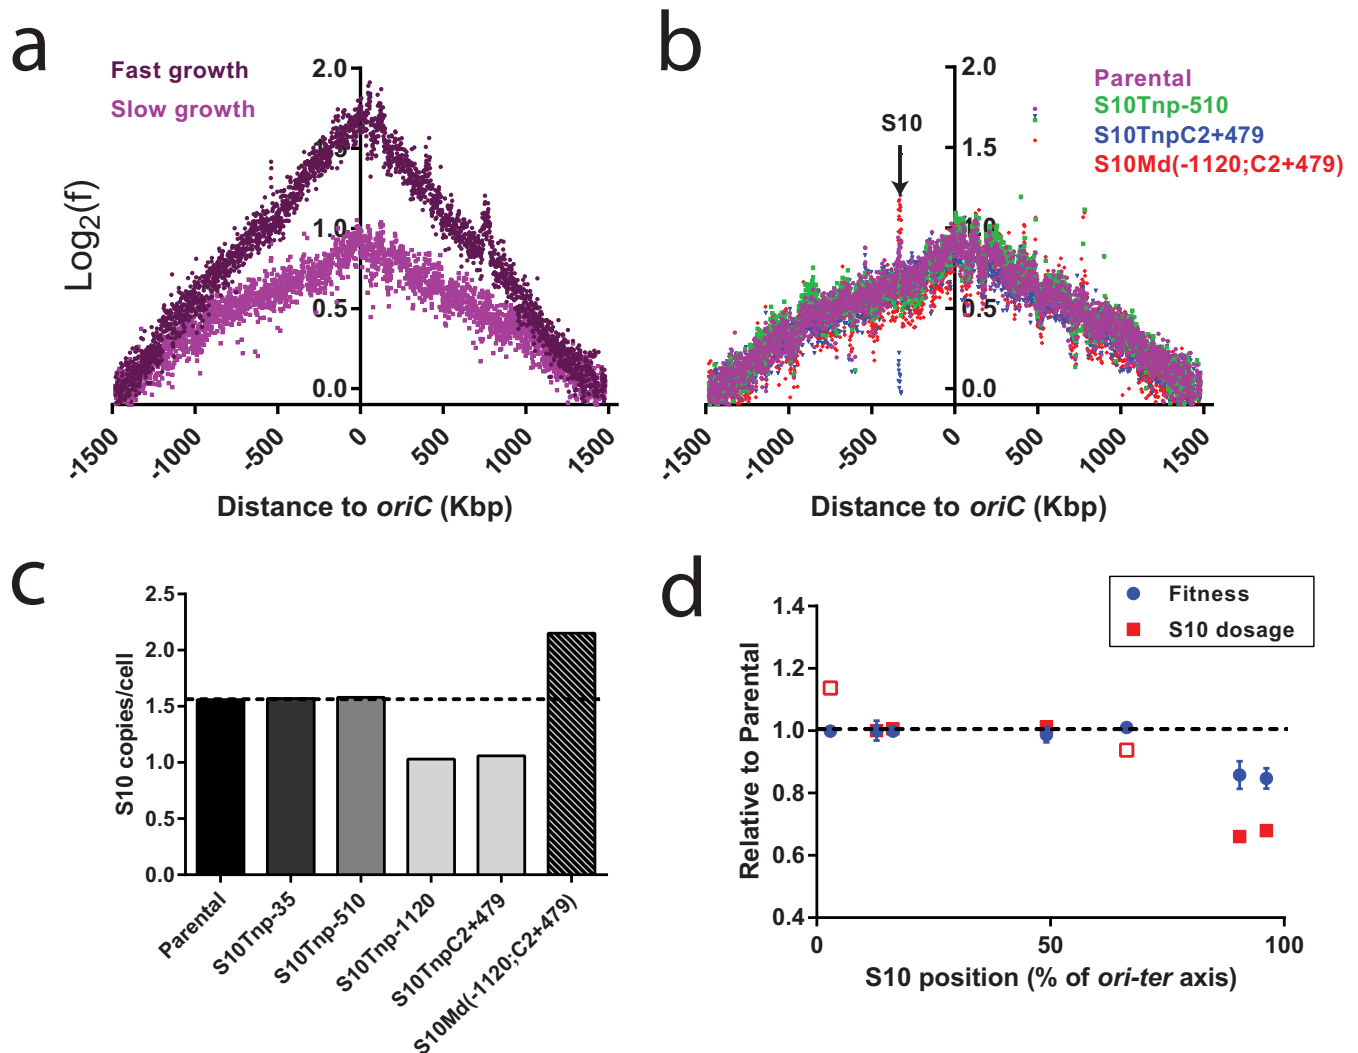 a
Fast growth
Slow growth
Log2(f)
2.0
1.5
1.0
0.5
0.0
-1500
-1000
-500
0
500
1000
1500
Distance to oriC (Kbp)
b
Parental
S10Tnp-510
S10TnpC2+479
S10Md(-1120;C2+479)
S10
2.0
1.5
1.0
0.5
0.0
-1500
-1000
-500
0
500
1000
1500
Distance to oriC (Kbp)
c
S10 copies/cell
2.5
2.0
1.5
1.0
0.5
0.0
Parental
S10Tnp-35
S10Tnp-510
S10Tnp-1120
S10TnpC2+479
S10Md(-1120;C2+479)
d
Fitness
S10 dosage
Relative to Parental
1.4
1.2
1.0
0.8
0.6
0.4
0
50
100
S10 position (% of ori-ter axis)